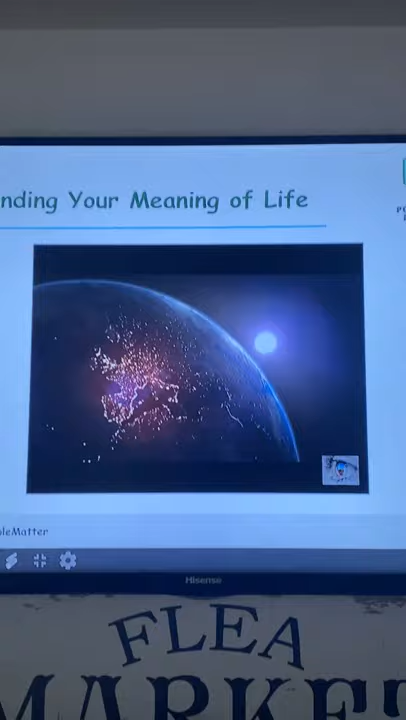 nding Your Meaning of Life
leMatter
Hisense
FLEA
MARKE